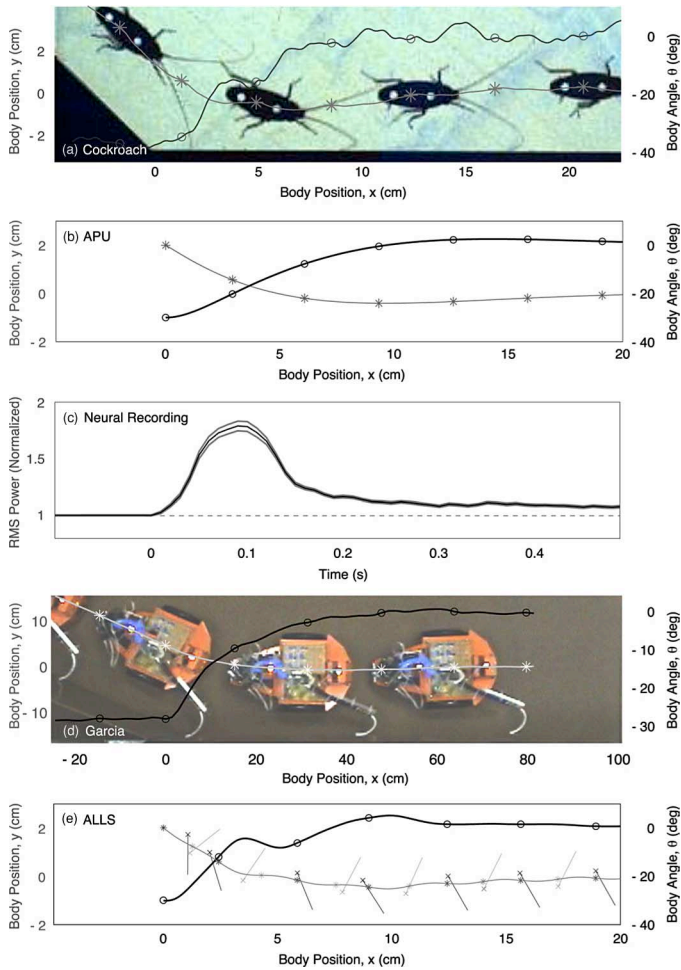 Body Position, y (cm)
2
0
- 2
(a) Cockroach
0
- 20
- 40
Body Angle, θ (deg)
0
5
10
15
20
Body Position, x (cm)
Body Position, y (cm)
2
0
- 2
(b) APU
0
- 20
- 40
Body Angle, θ (deg)
0
5
10
15
20
Body Position, x (cm)
RMS Power (Normalized)
2
1.5
1
(c) Neural Recording
0
0.1
0.2
0.3
0.4
Time (s)
Body Position, y (cm)
10
0
- 10
(d) Garcia
0
- 10
- 20
- 30
Body Angle, θ (deg)
- 20
0
20
40
60
80
100
Body Position, x (cm)
Body Position, y (cm)
2
0
- 2
(e) ALLS
0
- 20
- 40
Body Angle, θ (deg)
0
5
10
15
20
Body Position, x (cm)